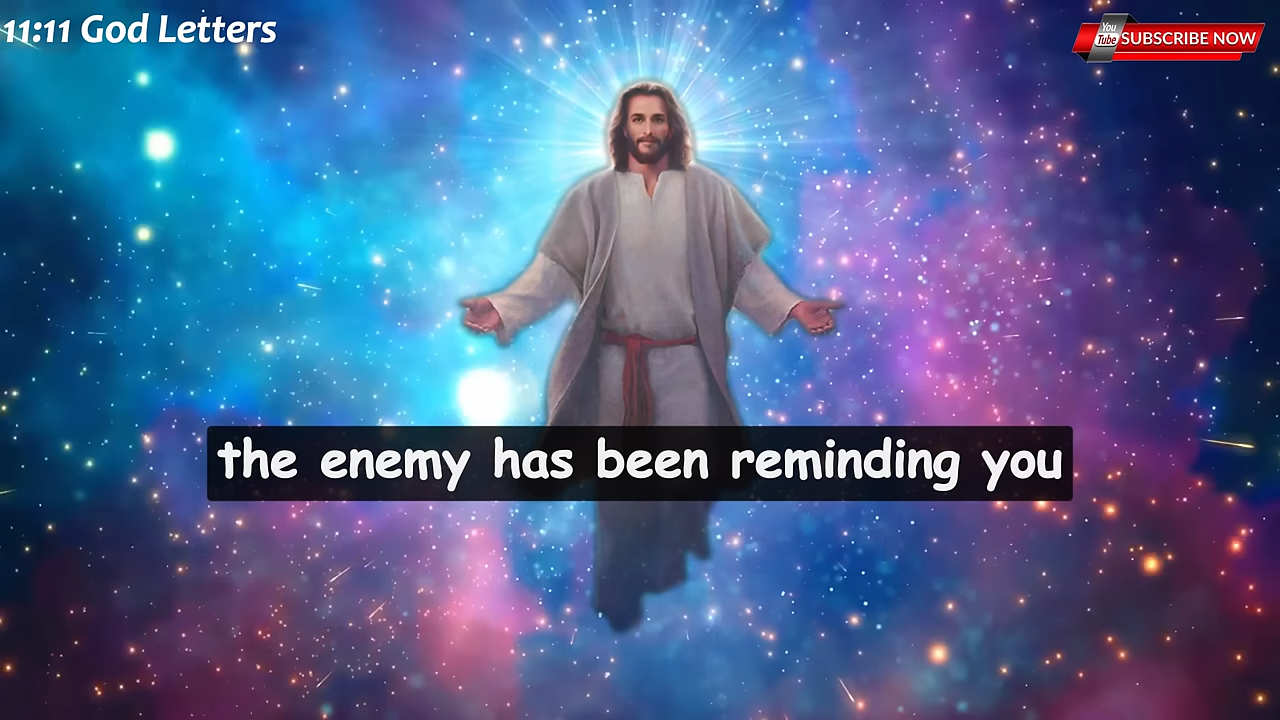 11:11 God Letters
You
Tube
SUBSCRIBE NOW
the enemy has been reminding you